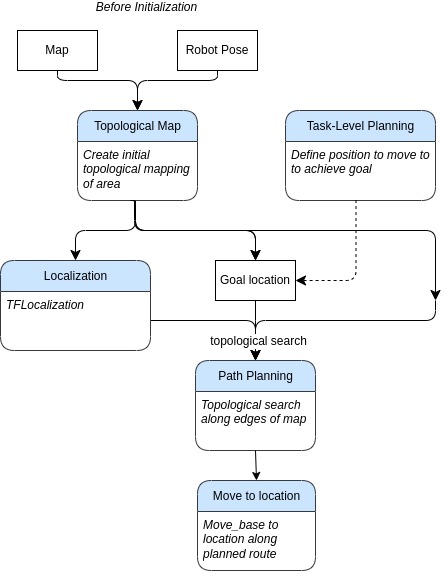 Before Initialization
Map
Robot Pose
Topological Map
Create initial
topological mapping
of area
Task-Level Planning
Define position to move to
to achieve goal
Localization
TFLocalization
Goal location
topological search
Path Planning
Topological search
along edges of map
Move to location
Move_base to
location along
planned route